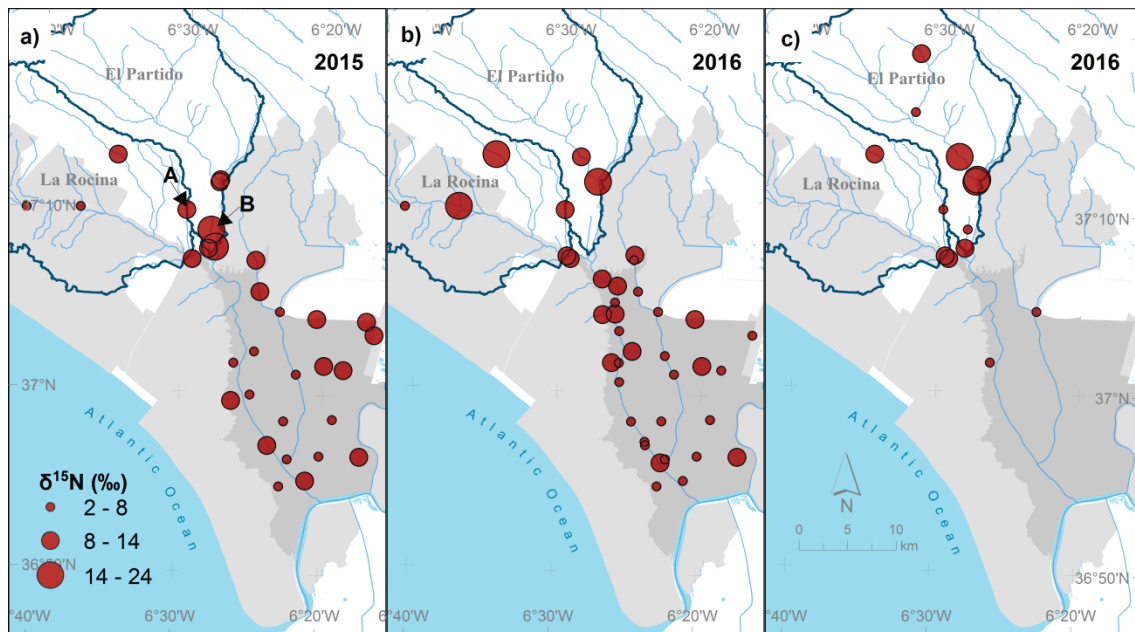 a)
2015
°W
6°30'W
6°20'W
El Partido
A
La Rocina
B
37°10'N
37°N
Atlantic Ocean
δ¹⁵N (‰)
2 - 8
8 - 14
14 - 24
36°50'N
°40'W
6°30'W
6°20'W
b)
2016
°W
6°30'W
6°20'W
El Partido
La Rocina
Atlantic Ocean
40'W
6°30'W
6°20'W
c)
2016
°W
6°30'W
6°20'W
El Partido
La Rocina
37°10'N
37°N
Atlantic Ocean
N
0 5 10
km
36°50'N
40'W
6°30'W
6°20'W